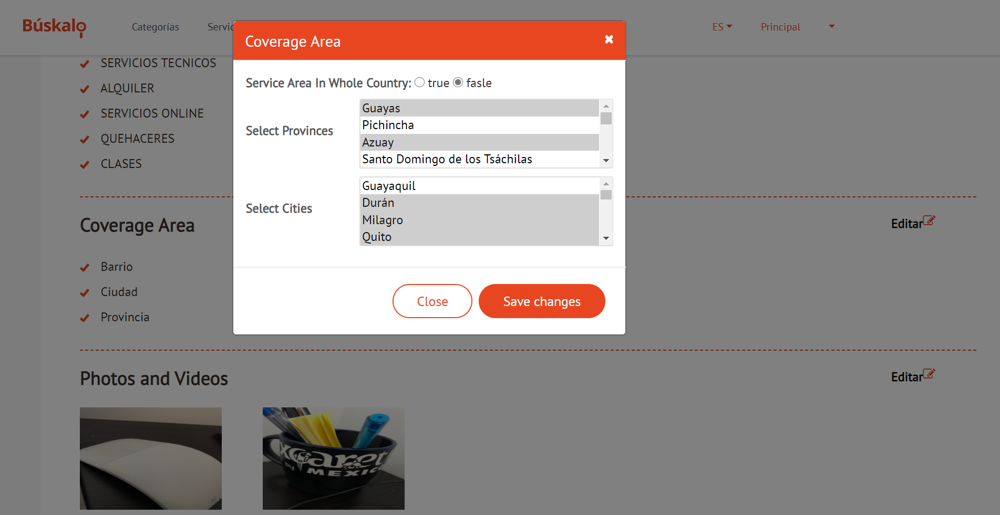 Búskalo
Categorías
Servic
ES
Principal
Coverage Area
SERVICIOS TECNICOS
ALQUILER
SERVICIOS ONLINE
QUEHACERES
CLASES
Service Area In Whole Country: true fasle
Select Provinces
Guayas
Pichincha
Azuay
Santo Domingo de los Tsáchilas
Select Cities
Guayaquil
Durán
Milagro
Quito
Close
Save changes
Coverage Area
Editar
Barrio
Ciudad
Provincia
Photos and Videos
Editar
xcaret
by MEXICO